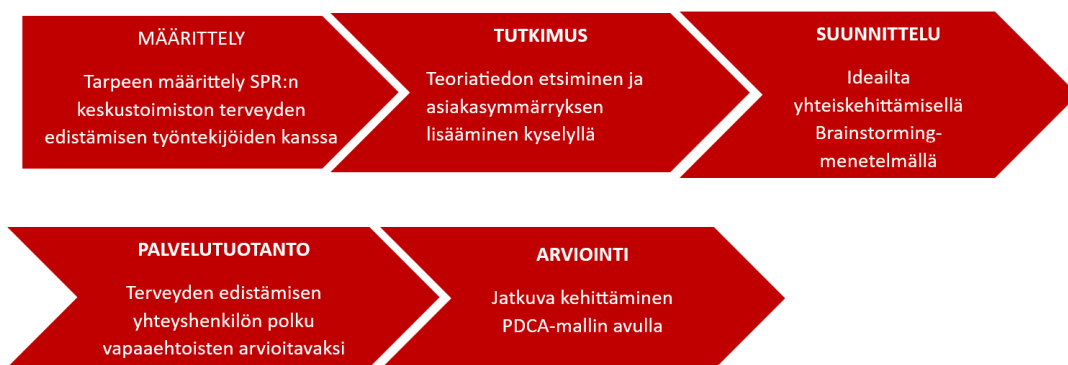 MÄÄRITTELY
Tarpeen määrittely SPR:n
keskustoimiston terveyden
edistämisen työntekijöiden kanssa
TUTKIMUS
Teoriatiedon etsiminen ja
asiakasymmärryksen
lisääminen kyselyllä
SUUNNITTELU
Ideailta
yhteiskehittämisellä
Brainstorming-
menetelmällä
PALVELUTUOTANTO
Terveyden edistämisen
yhteyshenkilön polku
vapaaehtoisten arvioitavaksi
ARVIOINTI
Jatkuva kehittäminen
PDCA-mallin avulla